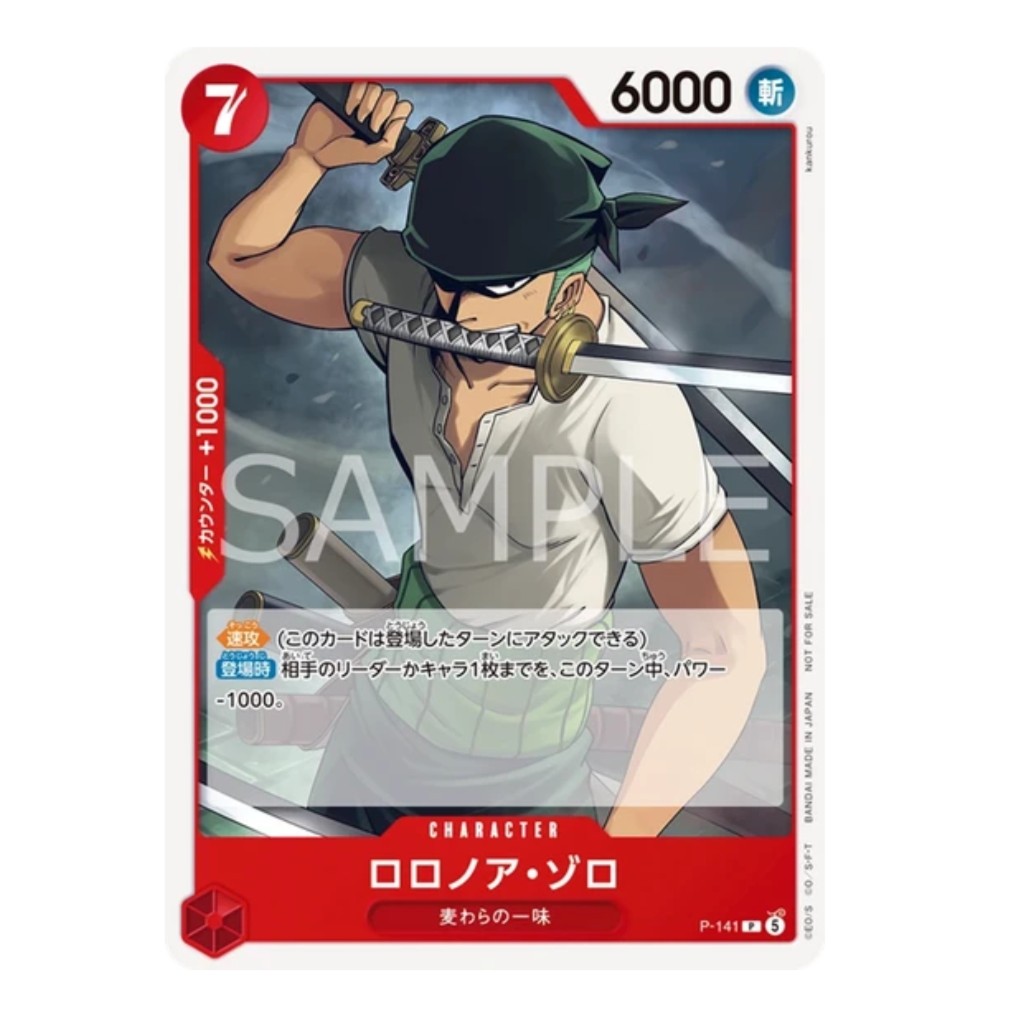 7
6000 斬
kankurou
カウンター +1000
SAMPLE
速攻 (このカードは登場したターンにアタックできる)
登場時 相手のリーダーかキャラ1枚までを、このターン中、パワー
-1000。
CHARACTER
ロロノア・ゾロ
麦わらの一味
P-141 P 5
©E.O/S ©O/S・F・T BANDAI MADE IN JAPAN NOT FOR SALE